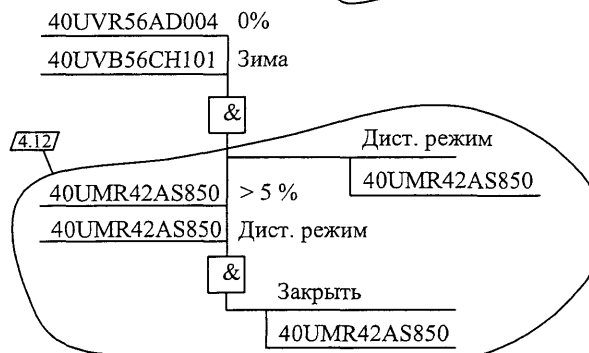 40UVR56AD004 0%
40UVB56CH101 Зима
&
4.12
Дист. режим
40UMR42AS850
40UMR42AS850 > 5 %
40UMR42AS850 Дист. режим
&
Закрыть
40UMR42AS850